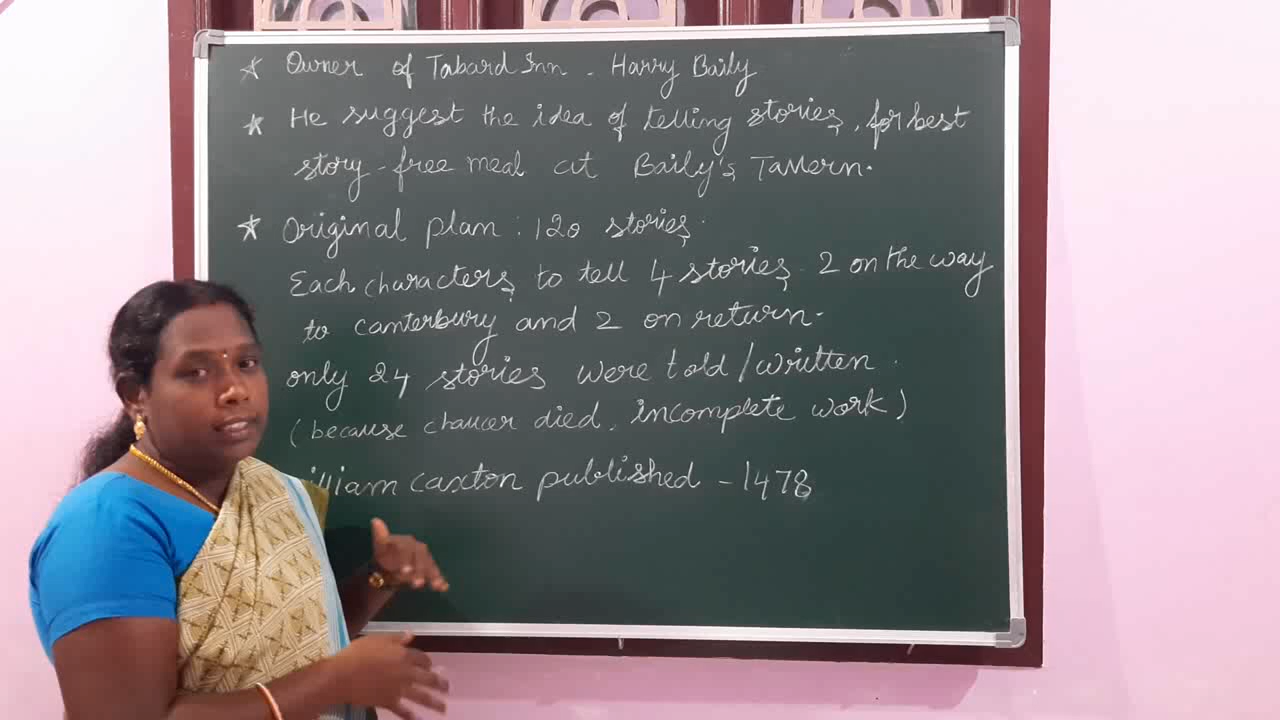 ★ Owner of Tabard Inn - Harry Baily
★ He suggest the idea of telling stories, for best
story - free meal at Baily's Tavern.
★ Original plan : 120 stories.
Each characters to tell 4 stories - 2 on the way
to canterbury and 2 on return.
only 24 stories were told / written.
(because chaucer died, incomplete work)
illiam caxton published - 1478